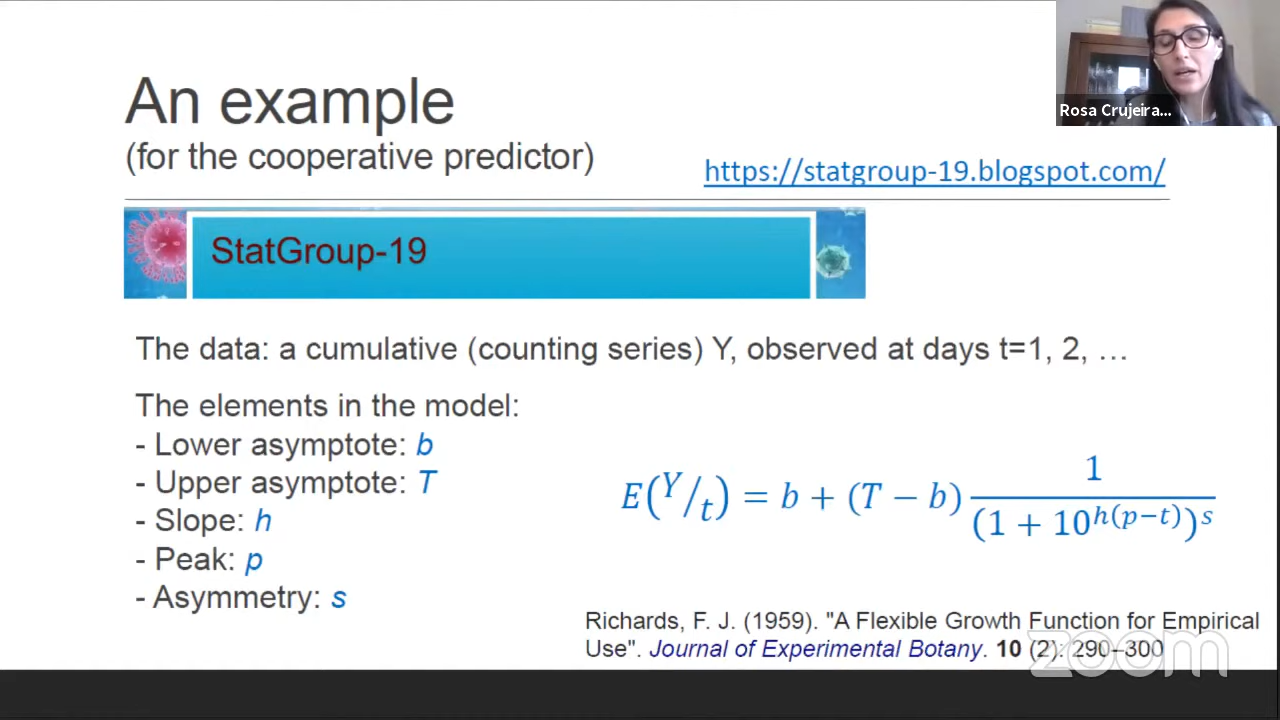 An example
(for the cooperative predictor)
https://statgroup-19.blogspot.com/
Rosa Crujeira...
StatGroup-19
The data: a cumulative (counting series) Y, observed at days t=1, 2, …
The elements in the model:
- Lower asymptote: b
- Upper asymptote: T
- Slope: h
- Peak: p
- Asymmetry: s
E(Y/t) = b + (T − b) 1/(1 + 10^{h(p−t)})^s
Richards, F. J. (1959). "A Flexible Growth Function for Empirical
Use". Journal of Experimental Botany. 10 (2): 290–300
zoom